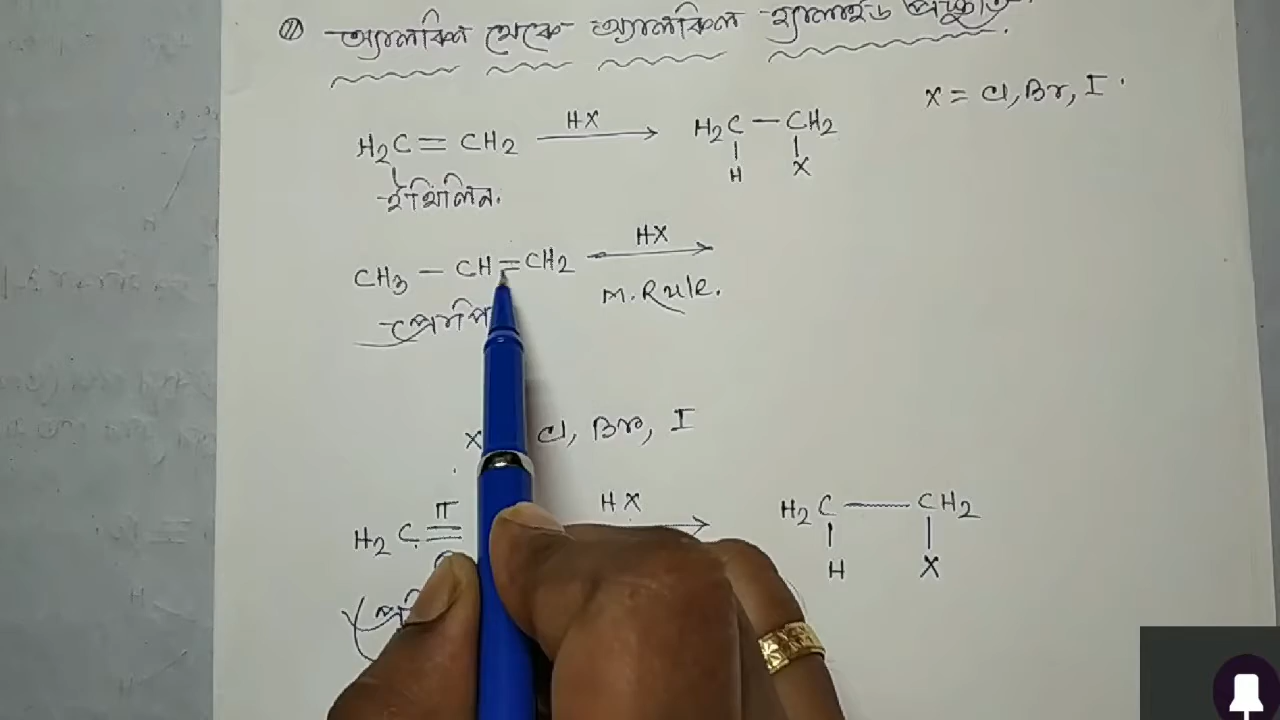 অ্যালকিন থেকে অ্যালকিল হ্যালাইড
X = Cl, Br, I
H2C = CH2 HX H2C — CH2
H X
ইথিলিন
CH3 — CH = CH2 HX
M. Rule.
X Cl, Br, I
H2C = π HX H2C — CH2
H X